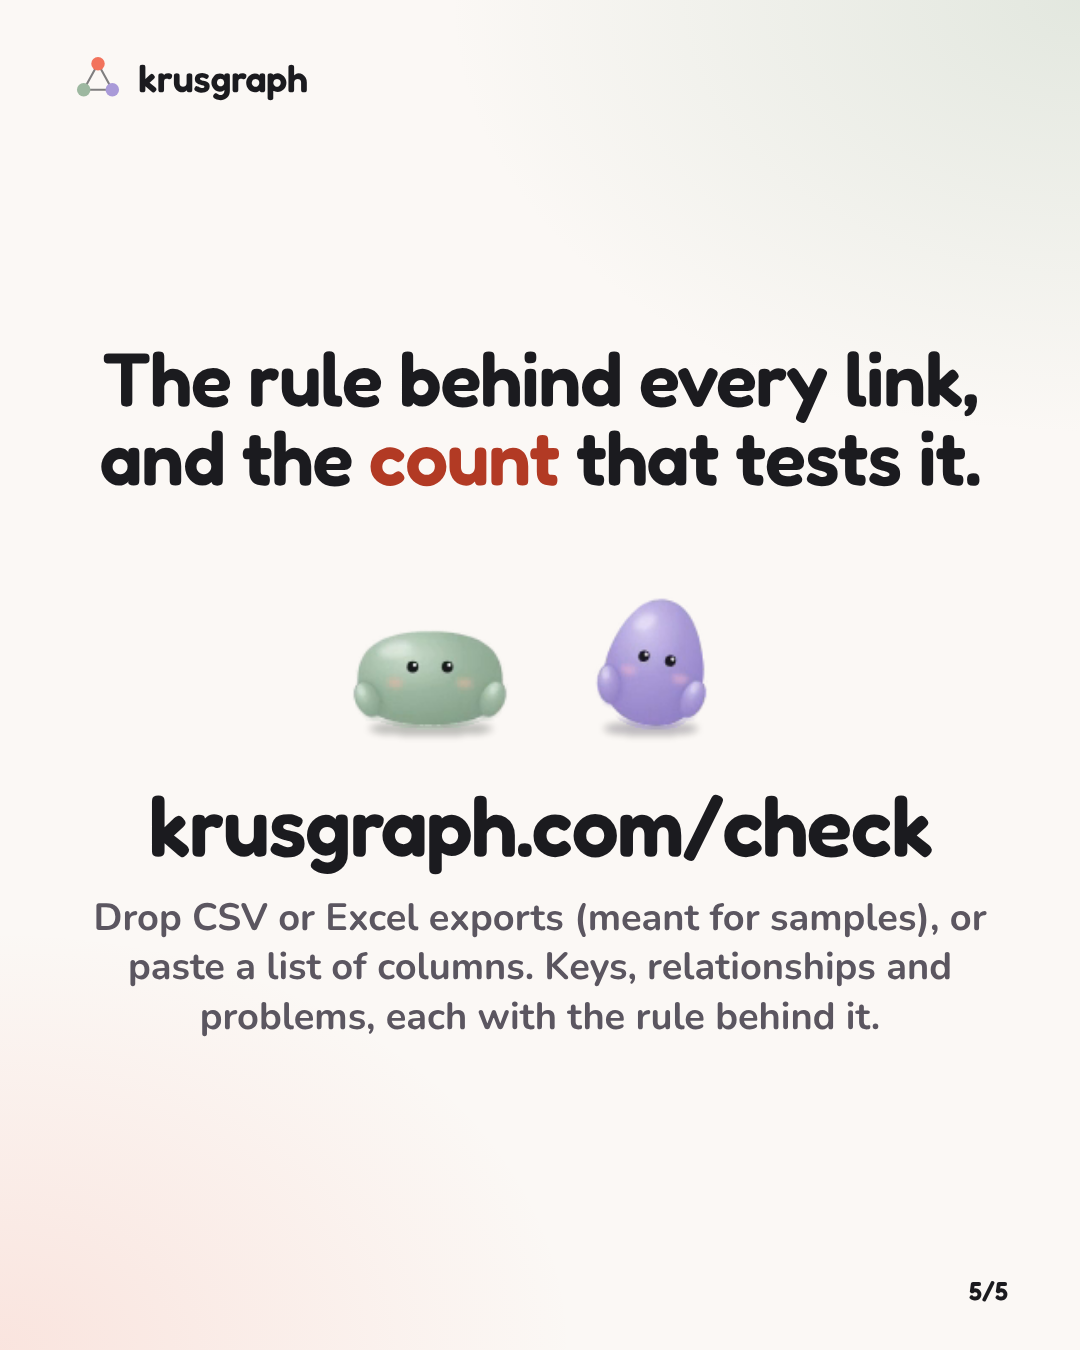 krusgraph
The rule behind every link,
and the count that tests it.
krusgraph.com/check
Drop CSV or Excel exports (meant for samples), or
paste a list of columns. Keys, relationships and
problems, each with the rule behind it.
5/5